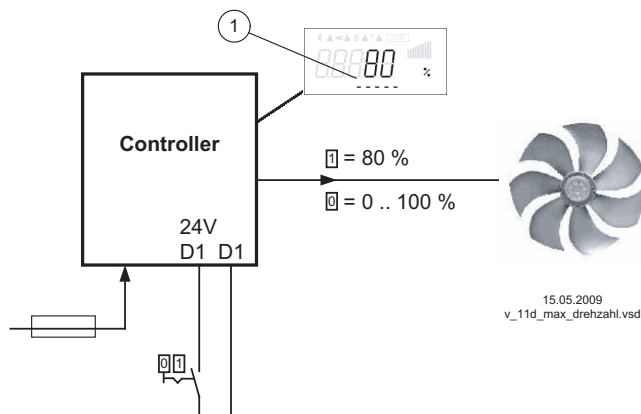 1
80
%
Controller
1 = 80 %
0 = 0 .. 100 %
24V
D1 D1
15.05.2009
v_11d_max_drehzahl.vsd
0 1